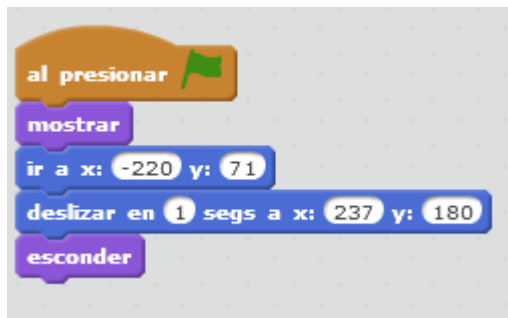 al presionar
mostrar
ir a x: -220 y: 71
deslizar en 1 segs a x: 237 y: 180
esconder